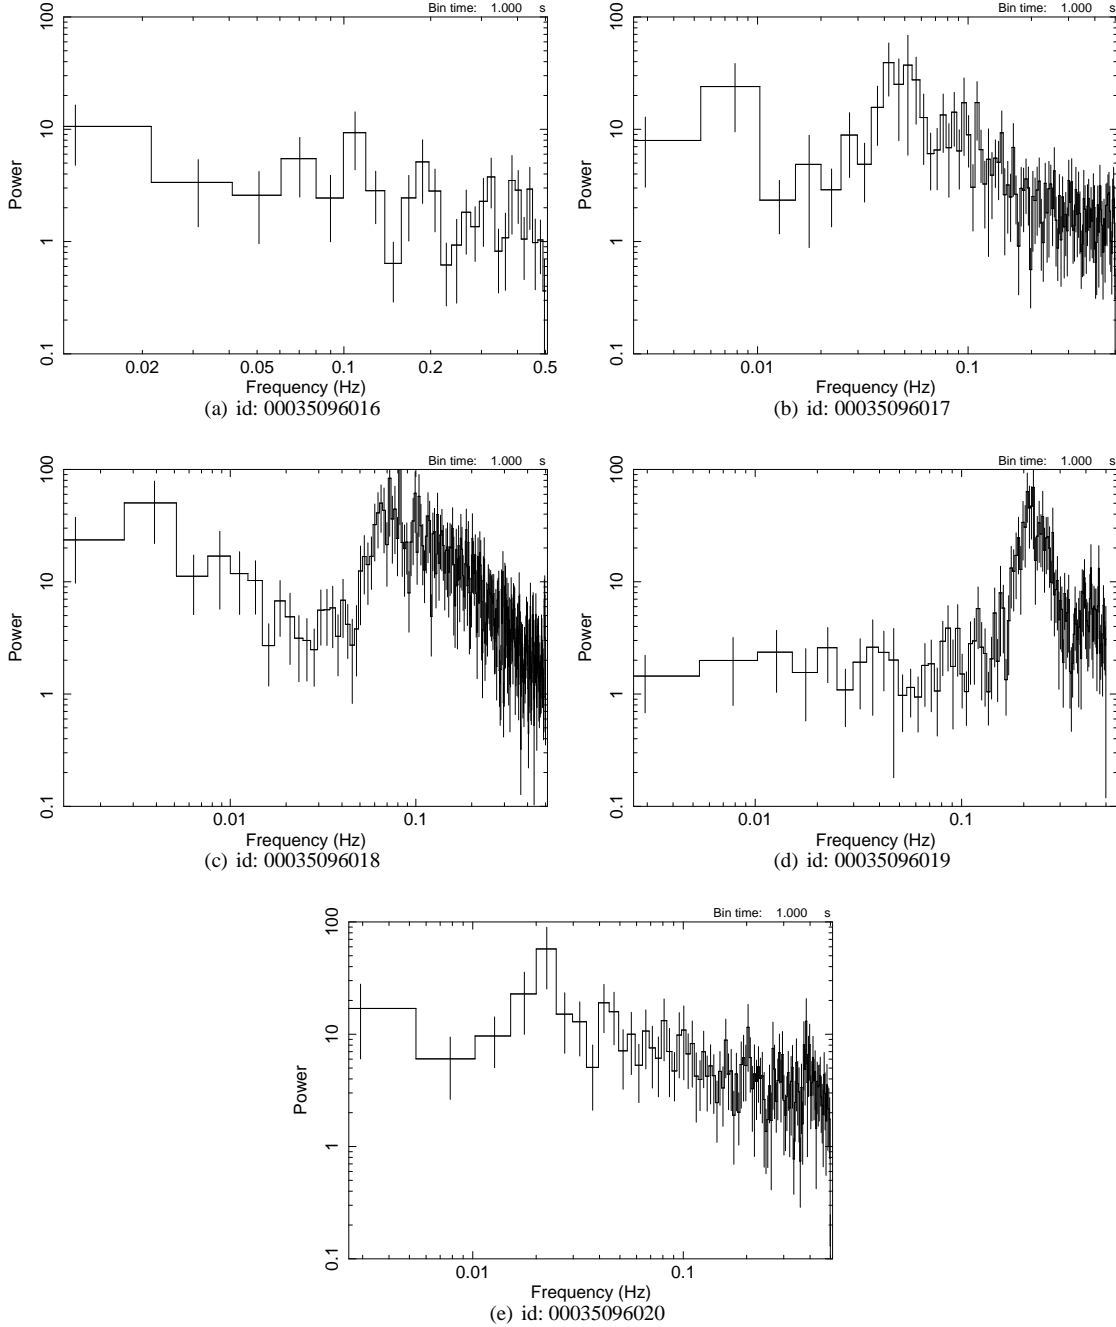 Bin time: 1.000 s
100
10
1
0.1
Power
0.02 0.05 0.1 0.2 0.5
Frequency (Hz)
(a) id: 00035096016
Bin time: 1.000 s
100
10
1
0.1
Power
0.01 0.1
Frequency (Hz)
(b) id: 00035096017
Bin time: 1.000 s
100
10
1
0.1
Power
0.01 0.1
Frequency (Hz)
(c) id: 00035096018
Bin time: 1.000 s
100
10
1
0.1
Power
0.01 0.1
Frequency (Hz)
(d) id: 00035096019
Bin time: 1.000 s
100
10
1
0.1
Power
0.01 0.1
Frequency (Hz)
(e) id: 00035096020